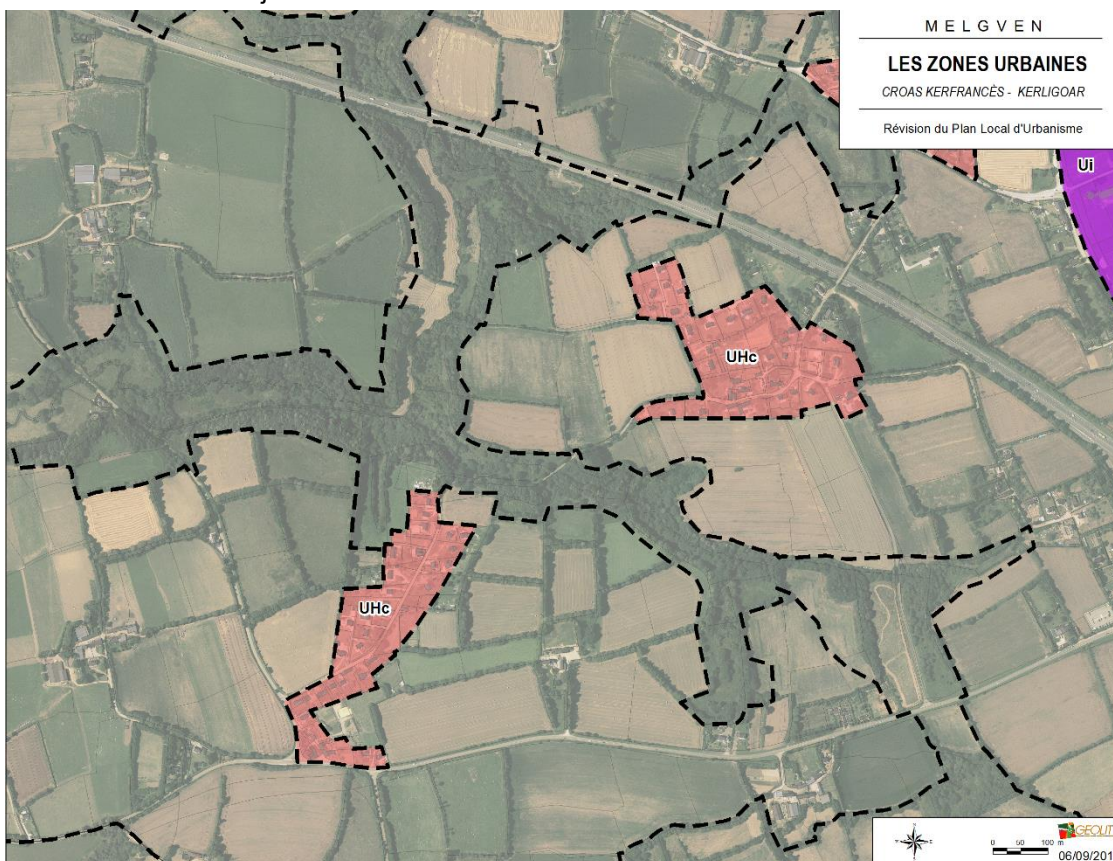 MELGVEN
LES ZONES URBAINES
CROAS KERFRANCÈS - KERLIGOAR
Révision du Plan Local d'Urbanisme
Ui
UHc
UHc
0 50 100 m
GEOLIT
06/09/201